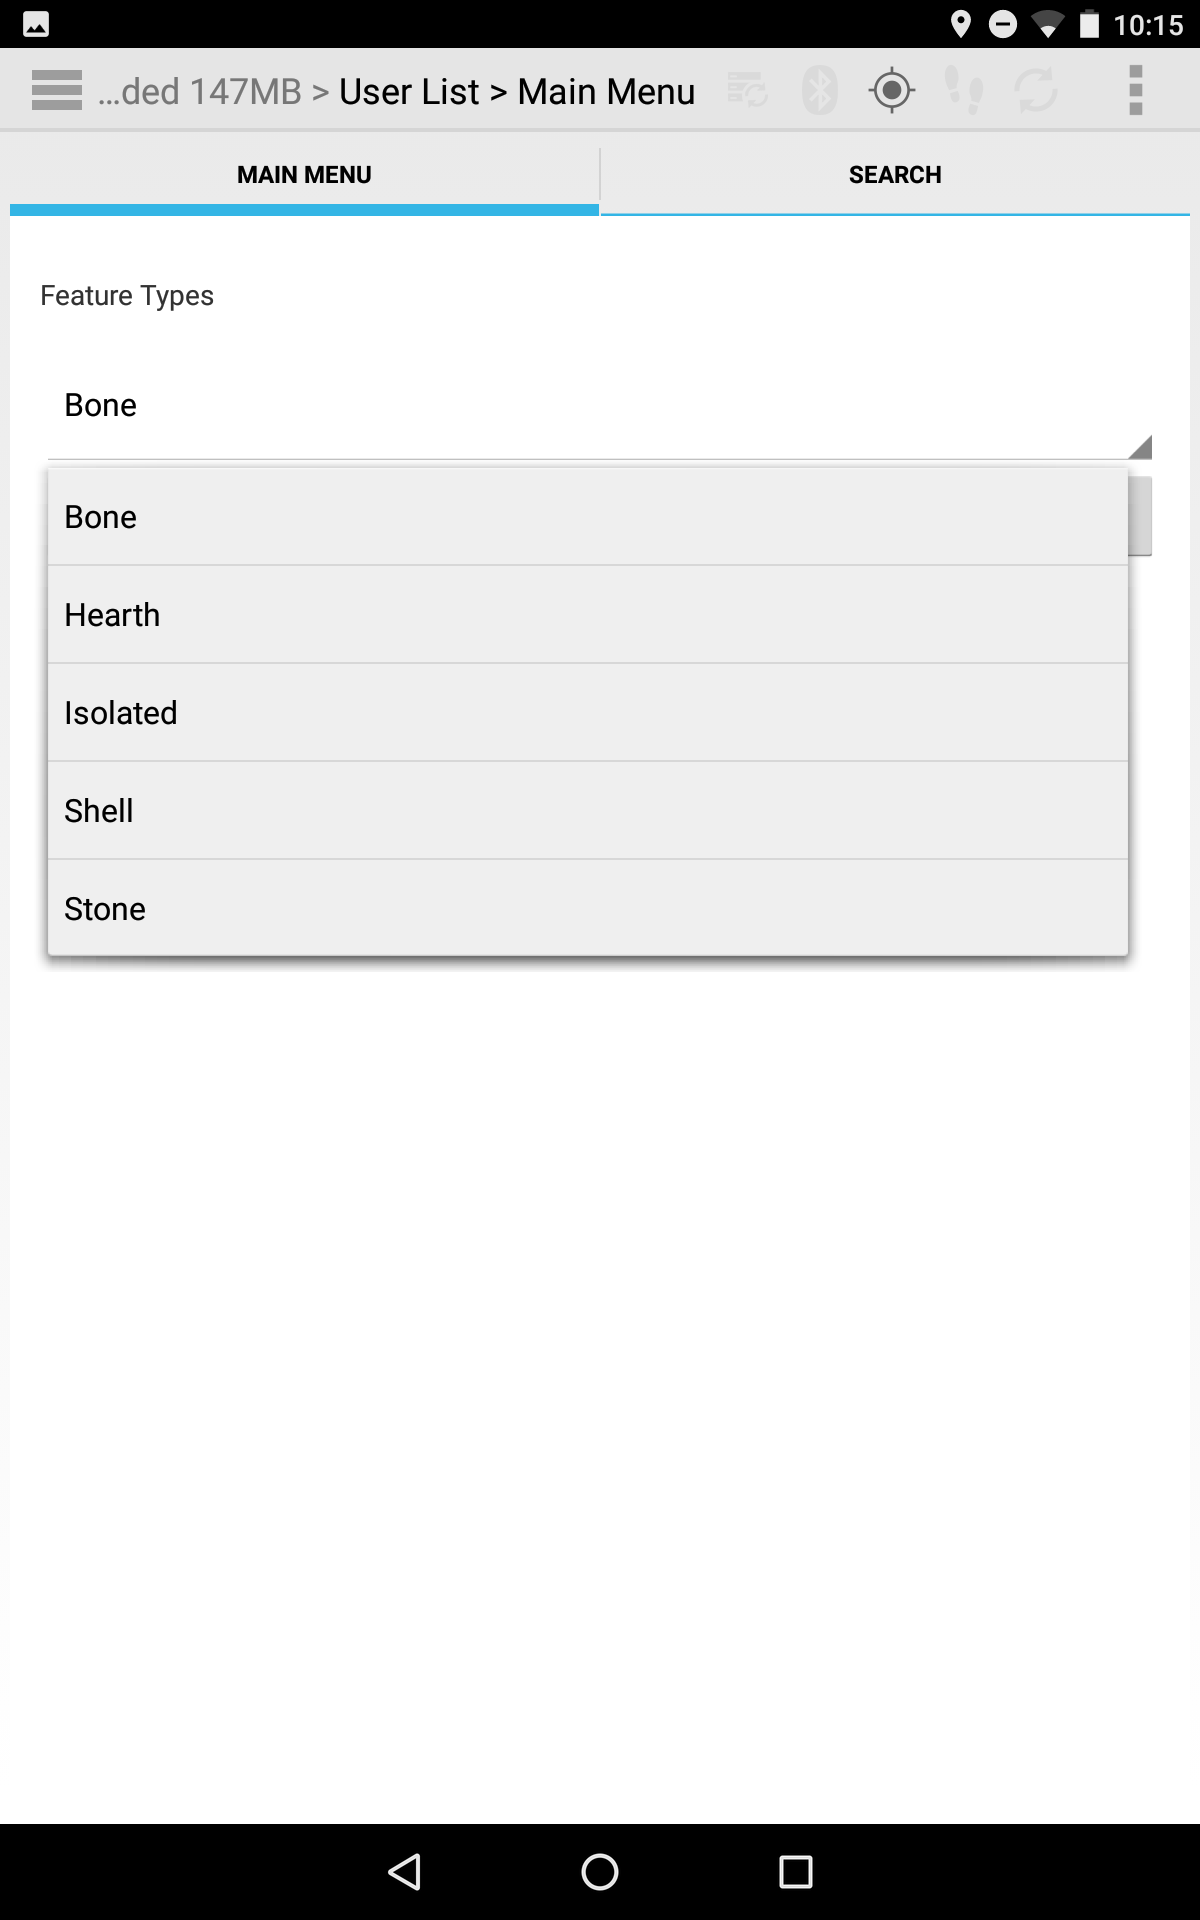 10:15
...ded 147MB > User List > Main Menu
MAIN MENU
SEARCH
Feature Types
Bone
Bone
Hearth
Isolated
Shell
Stone